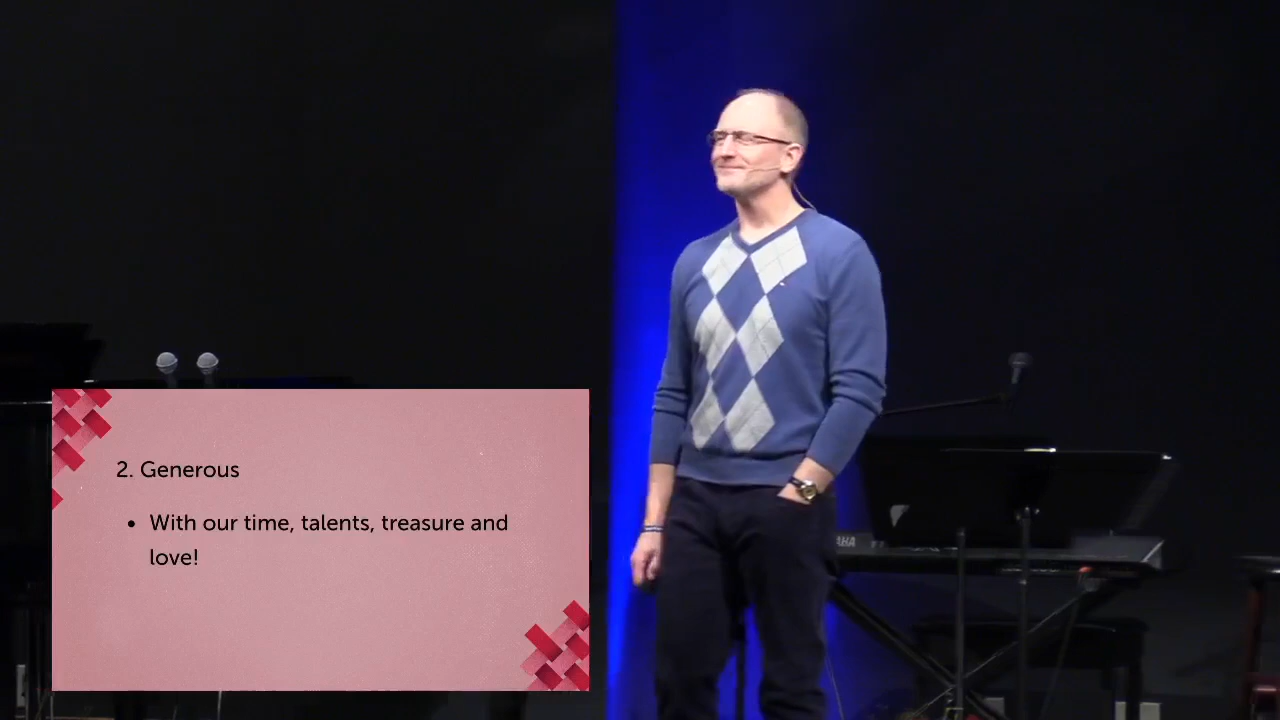 2. Generous
• With our time, talents, treasure and
love!